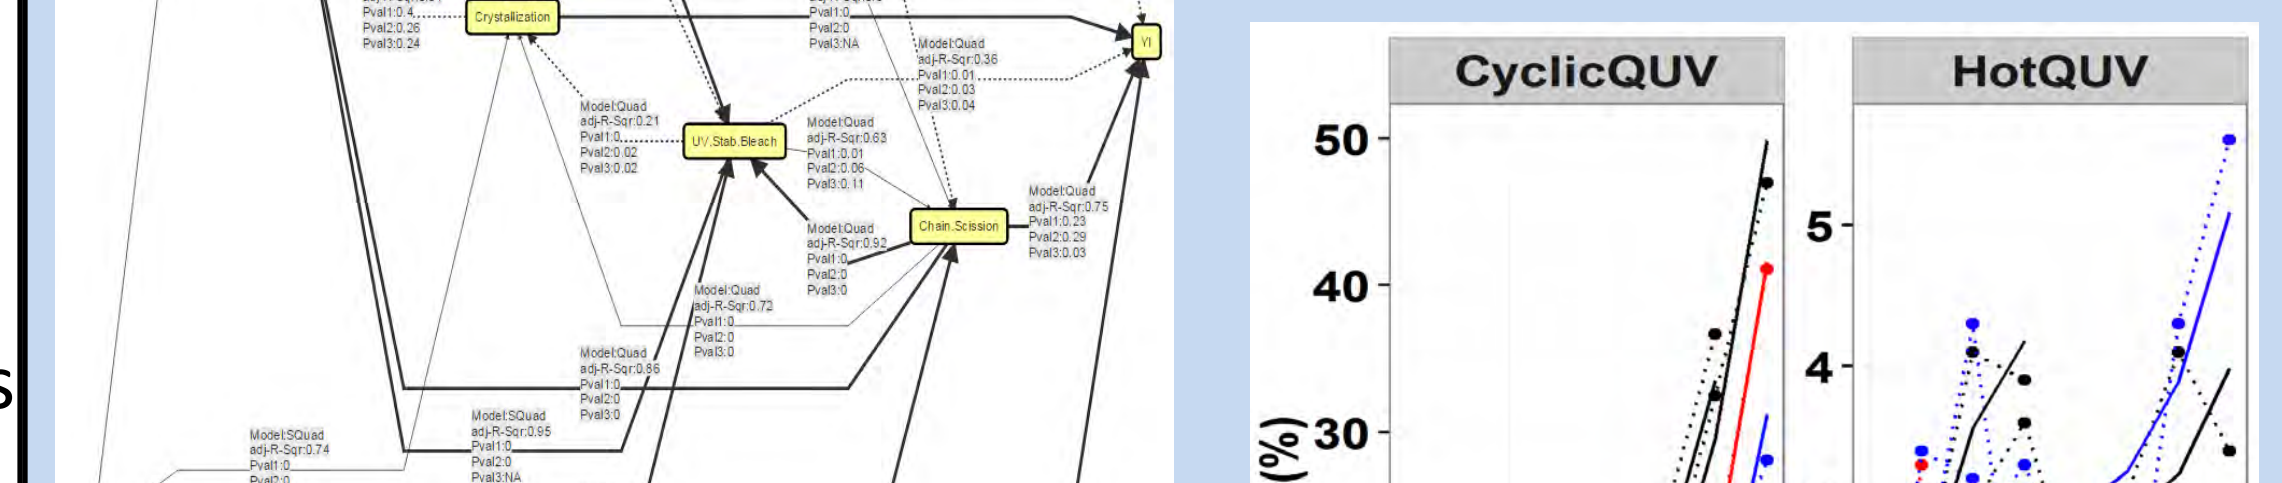 Pval1:0.4
Pval2:0.26
Pval3:0.24
Crystallization
Pval1:0
Pval2:0
Pval3:NA
YI
Model:Quad
adj-R-Sqr:0.36
Pval1:0.01
Pval2:0.03
Pval3:0.04
Model:Quad
adj-R-Sqr:0.21
Pval1:0
Pval2:0.02
Pval3:0.02
UV.Stab.Bleach
Model:Quad
adj-R-Sqr:0.63
Pval1:0.01
Pval2:0.06
Pval3:0.11
Model:Quad
adj-R-Sqr:0.75
Pval1:0.23
Pval2:0.29
Pval3:0.03
Chain.Scission
Model:Quad
adj-R-Sqr:0.92
Pval1:0
Pval2:0
Pval3:0
Model:Quad
adj-R-Sqr:0.72
Pval1:0
Pval2:0
Pval3:0
Model:Quad
adj-R-Sqr:0.86
Pval1:0
Pval2:0
Pval3:0
Model:SQuad
adj-R-Sqr:0.95
Pval1:0
Pval2:0
Pval3:NA
Model:SQuad
adj-R-Sqr:0.74
Pval1:0
Pval2:0
s
CyclicQUV
50
40
30
(%)
HotQUV
5
4